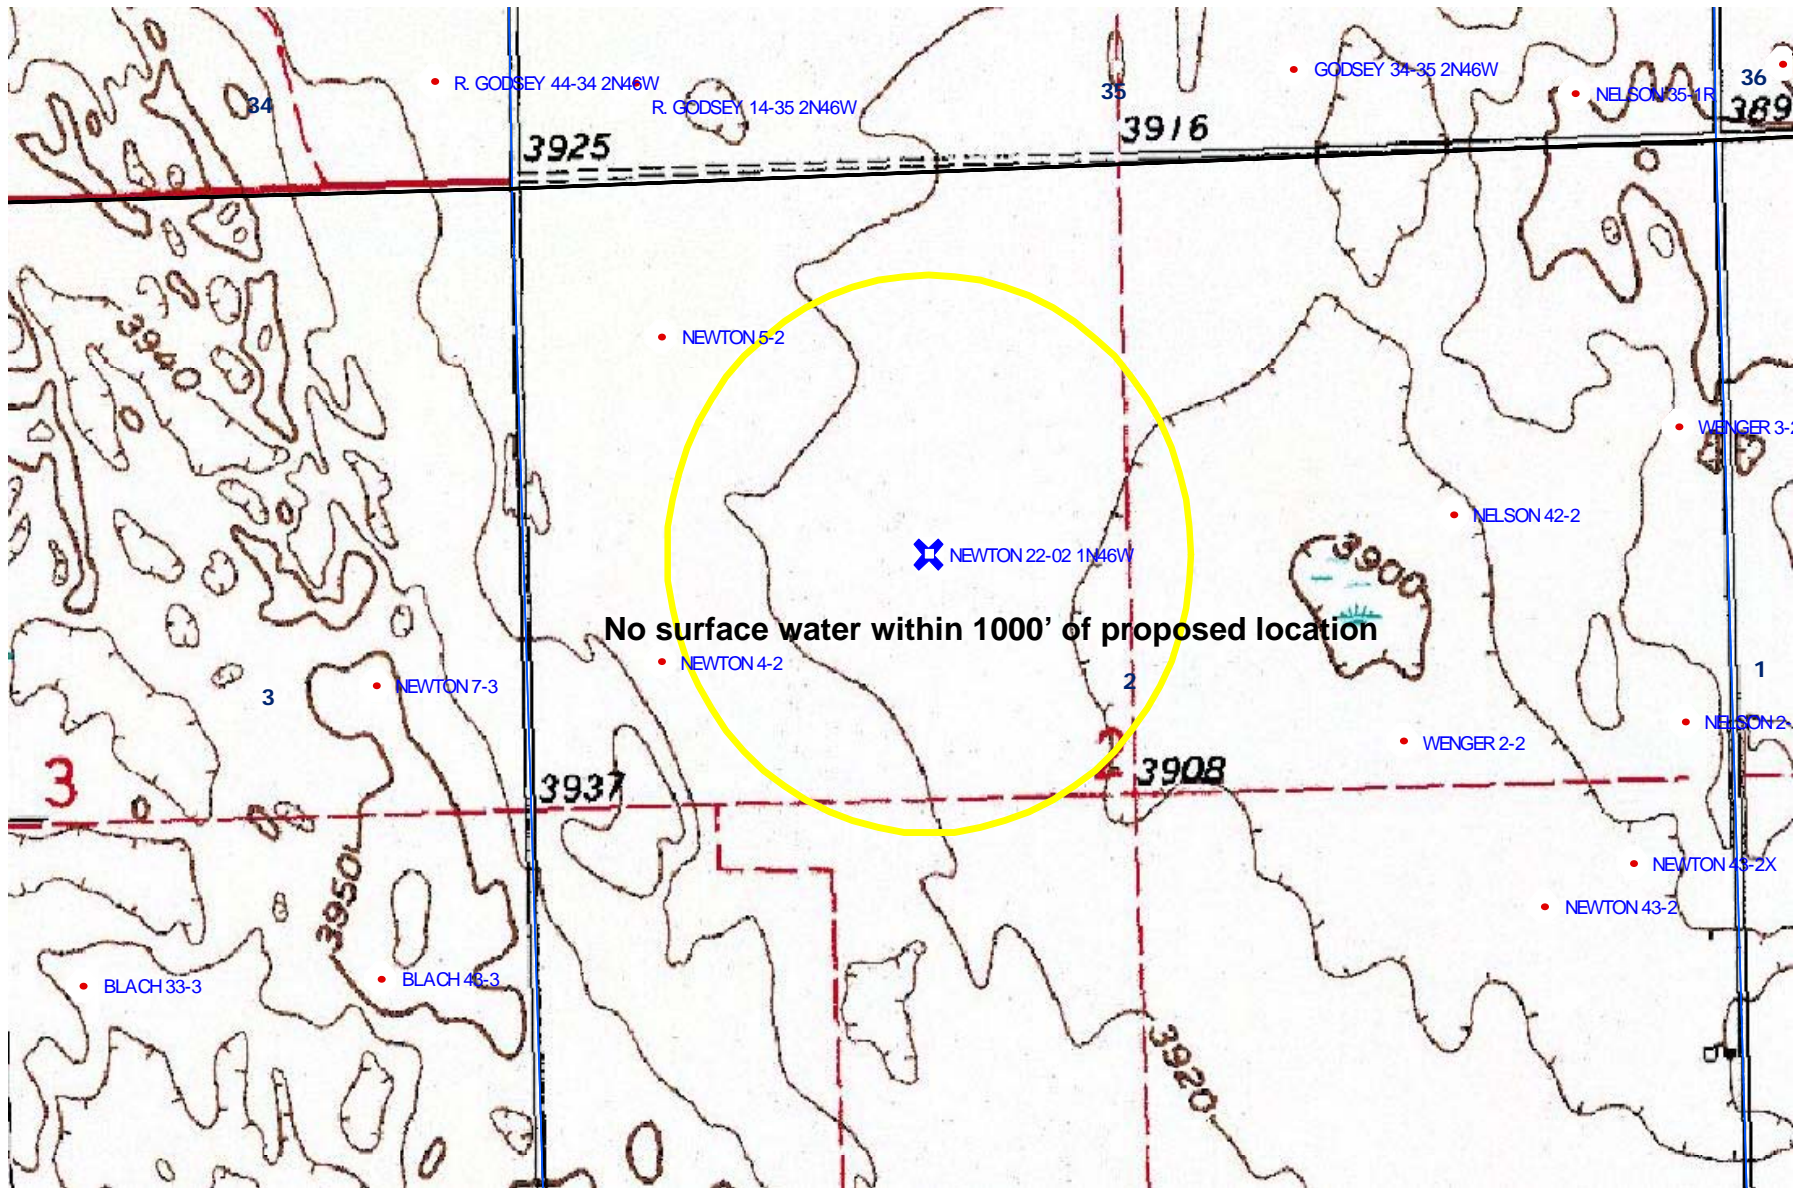 R. GODSEY 44-34 2N46W
GODSEY 34-35 2N46W
36
34
R. GODSEY 14-35 2N46W
35
NELSON 35-1R
3916
389
3925
3940
NEWTON 5-2
WENGER 3-2
NELSON 42-2
NEWTON 22-02 1N46W
3900
No surface water within 1000' of proposed location
NEWTON 4-2
1
2
3
NEWTON 7-3
NELSON 2-
WENGER 2-2
2
3
3937
3908
NEWTON 43-2X
3950
NEWTON 43-2
BLACH 33-3
BLACH 43-3
3920